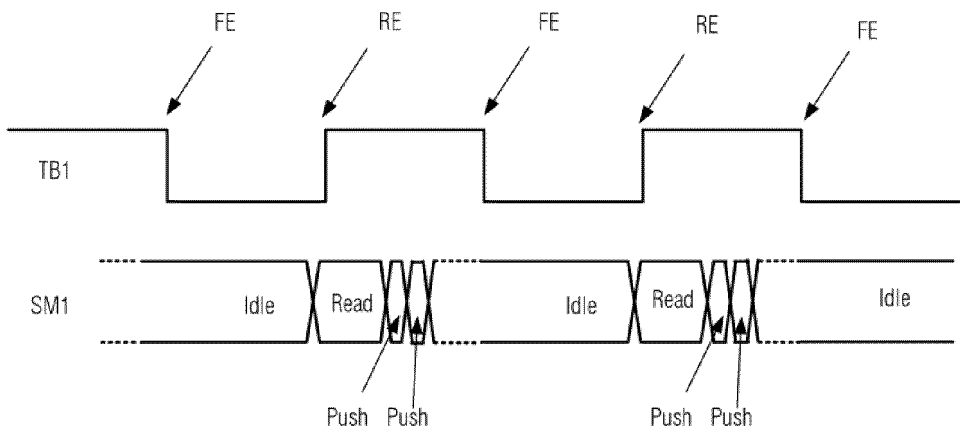 FE RE FE RE FE
TB1
SM1 Idle Read Idle Read Idle
Push Push Push Push